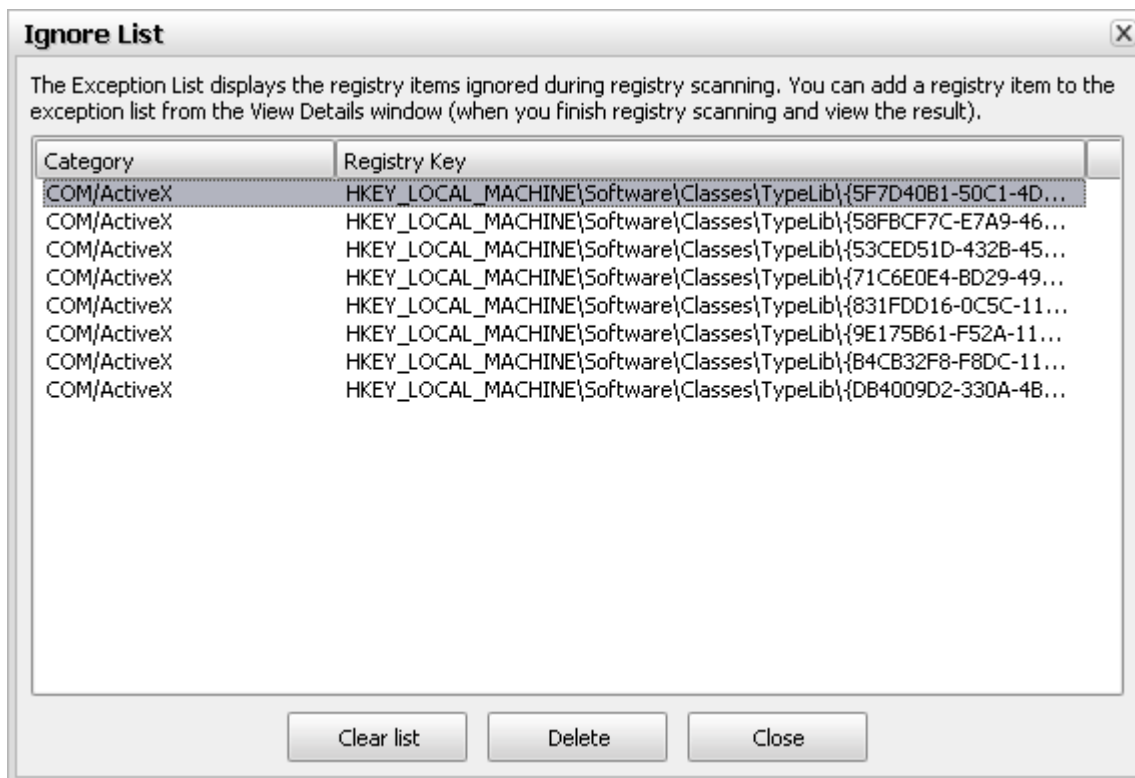 Ignore List
The Exception List displays the registry items ignored during registry scanning. You can add a registry item to the
exception list from the View Details window (when you finish registry scanning and view the result).
Category Registry Key
COM/ActiveX HKEY_LOCAL_MACHINE\Software\Classes\TypeLib\{5F7D40B1-50C1-4D...
COM/ActiveX HKEY_LOCAL_MACHINE\Software\Classes\TypeLib\{58FBCF7C-E7A9-46...
COM/ActiveX HKEY_LOCAL_MACHINE\Software\Classes\TypeLib\{53CED51D-432B-45...
COM/ActiveX HKEY_LOCAL_MACHINE\Software\Classes\TypeLib\{71C6E0E4-BD29-49...
COM/ActiveX HKEY_LOCAL_MACHINE\Software\Classes\TypeLib\{831FDD16-0C5C-11...
COM/ActiveX HKEY_LOCAL_MACHINE\Software\Classes\TypeLib\{9E175B61-F52A-11...
COM/ActiveX HKEY_LOCAL_MACHINE\Software\Classes\TypeLib\{B4CB32F8-F8DC-11...
COM/ActiveX HKEY_LOCAL_MACHINE\Software\Classes\TypeLib\{DB4009D2-330A-4B...
Clear list Delete Close